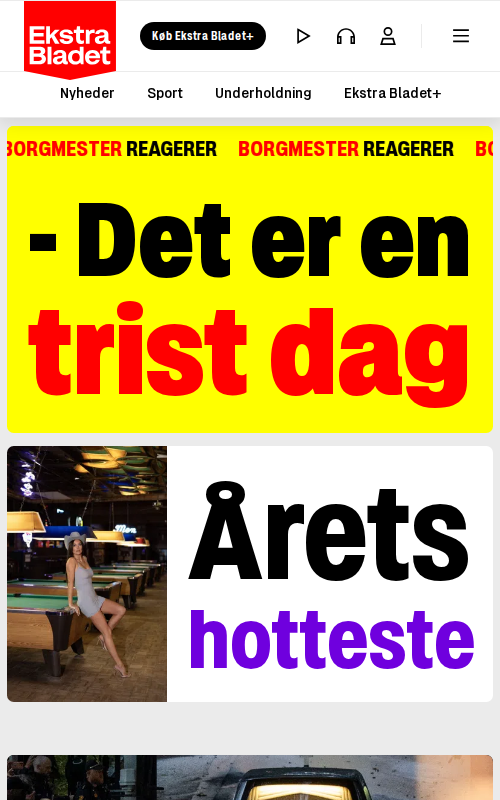 Ekstra
Bladet
Køb Ekstra Bladet+
Nyheder Sport Underholdning Ekstra Bladet+
BORGMESTER REAGERER BORGMESTER REAGERER BO
- Det er en
trist dag
Årets
hotteste